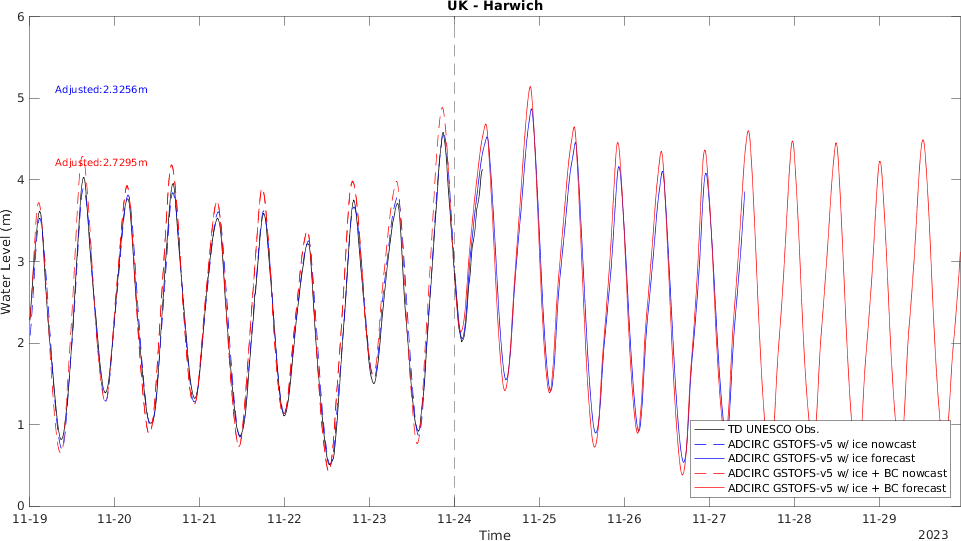 UK - Harwich
6
5
4
3
2
1
0
Water Level (m)
Adjusted:2.3256m
Adjusted:2.7295m
TD UNESCO Obs.
ADCIRC GSTOFS-v5 w/ ice nowcast
ADCIRC GSTOFS-v5 w/ ice forecast
ADCIRC GSTOFS-v5 w/ ice + BC nowcast
ADCIRC GSTOFS-v5 w/ ice + BC forecast
11-19 11-20 11-21 11-22 11-23 11-24 11-25 11-26 11-27 11-28 11-29
Time
2023